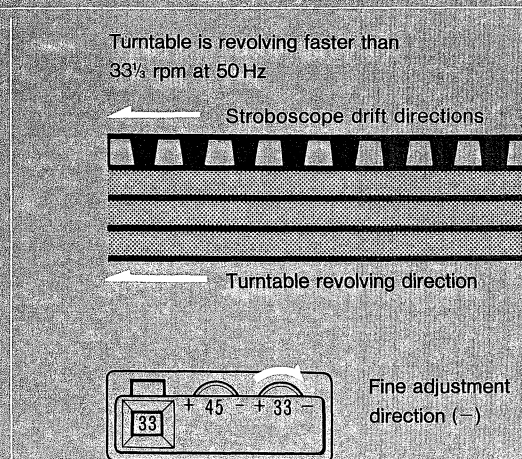 Turntable is revolving faster than
33⅓ rpm at 50 Hz
Stroboscope drift directions
Turntable revolving direction
33
+ 45 − + 33 −
Fine adjustment
direction (−)